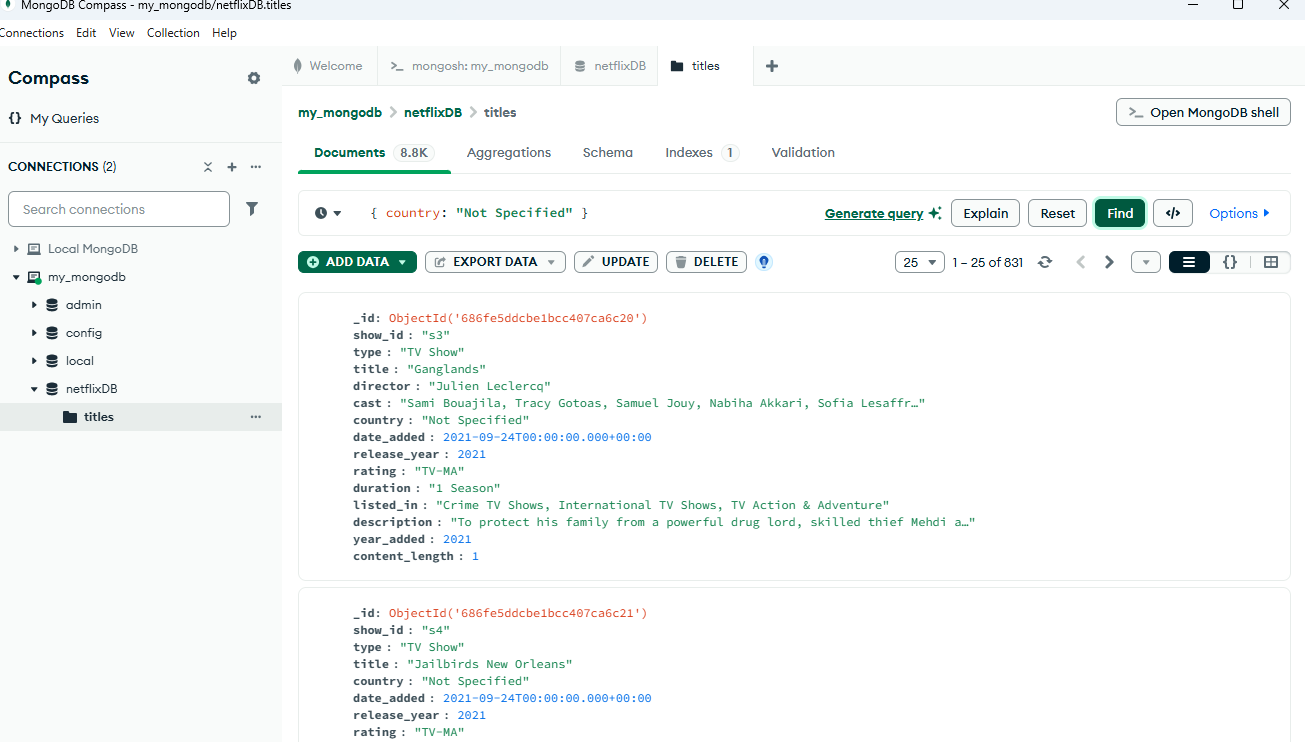 MongoDB Compass - my_mongodb/netflixDB.titles
Connections Edit View Collection Help
Compass
My Queries
CONNECTIONS (2)
Search connections
Local MongoDB
my_mongodb
admin
config
local
netflixDB
titles
Welcome
mongosh: my_mongodb
netflixDB
titles
my_mongodb > netflixDB > titles
Open MongoDB shell
Documents 8.8K Aggregations Schema Indexes 1 Validation
{ country: "Not Specified" }
Generate query Explain Reset Find </> Options
ADD DATA EXPORT DATA UPDATE DELETE
25 1 – 25 of 831 {}
_id: ObjectId('686fe5ddcbe1bcc407ca6c20')
show_id : "s3"
type : "TV Show"
title : "Ganglands"
director : "Julien Leclercq"
cast : "Sami Bouajila, Tracy Gotoas, Samuel Jouy, Nabiha Akkari, Sofia Lesaffr…"
country : "Not Specified"
date_added : 2021-09-24T00:00:00.000+00:00
release_year : 2021
rating : "TV-MA"
duration : "1 Season"
listed_in : "Crime TV Shows, International TV Shows, TV Action & Adventure"
description : "To protect his family from a powerful drug lord, skilled thief Mehdi a…"
year_added : 2021
content_length : 1
_id: ObjectId('686fe5ddcbe1bcc407ca6c21')
show_id : "s4"
type : "TV Show"
title : "Jailbirds New Orleans"
country : "Not Specified"
date_added : 2021-09-24T00:00:00.000+00:00
release_year : 2021
rating : "TV-MA"